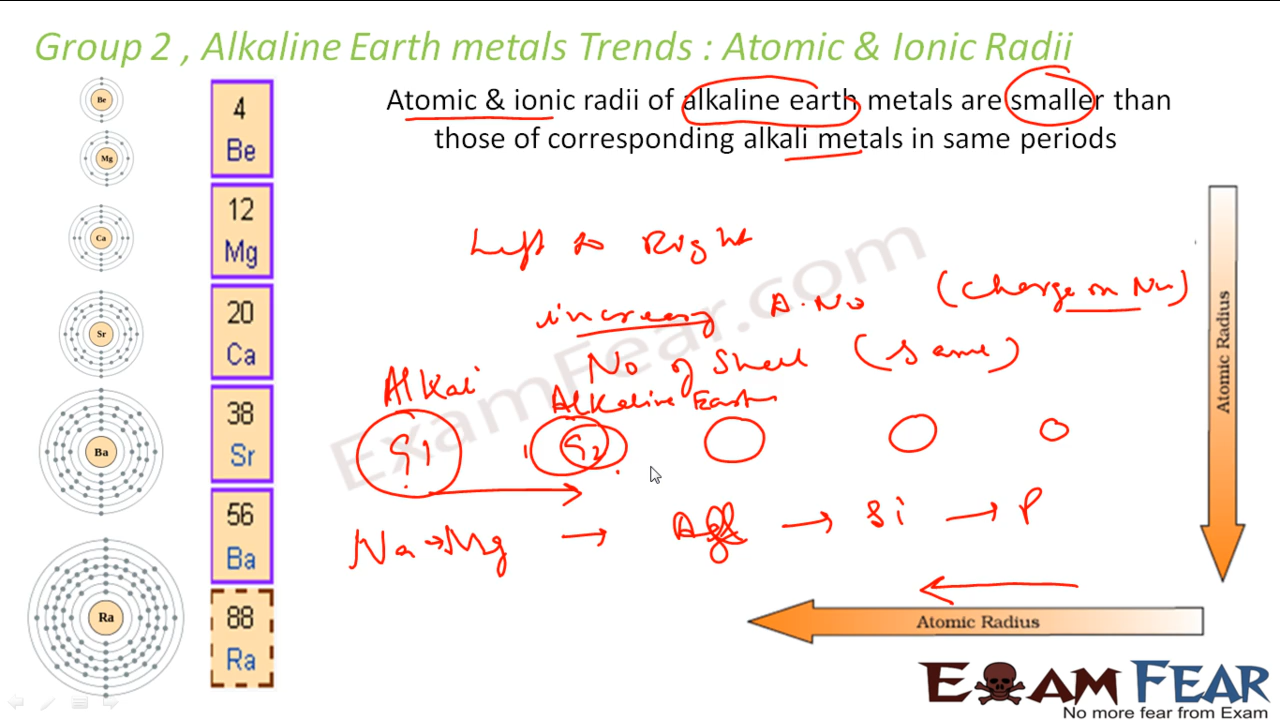 Group 2 , Alkaline Earth metals Trends : Atomic & Ionic Radii
Atomic & ionic radii of alkaline earth metals are smaller than
those of corresponding alkali metals in same periods
Be
Mg
Ca
Sr
Ba
Ra
4
Be
12
Mg
20
Ca
38
Sr
56
Ba
88
Ra
Left to Right
increasing A.No (Charge on Nu)
No of Shell (Same)
Alkali
Alkaline Earth
G1
G2
Na → Mg → → Si → P
Atomic Radius
Atomic Radius
ExamFear.com
EXAM FEAR
No more fear from Exam